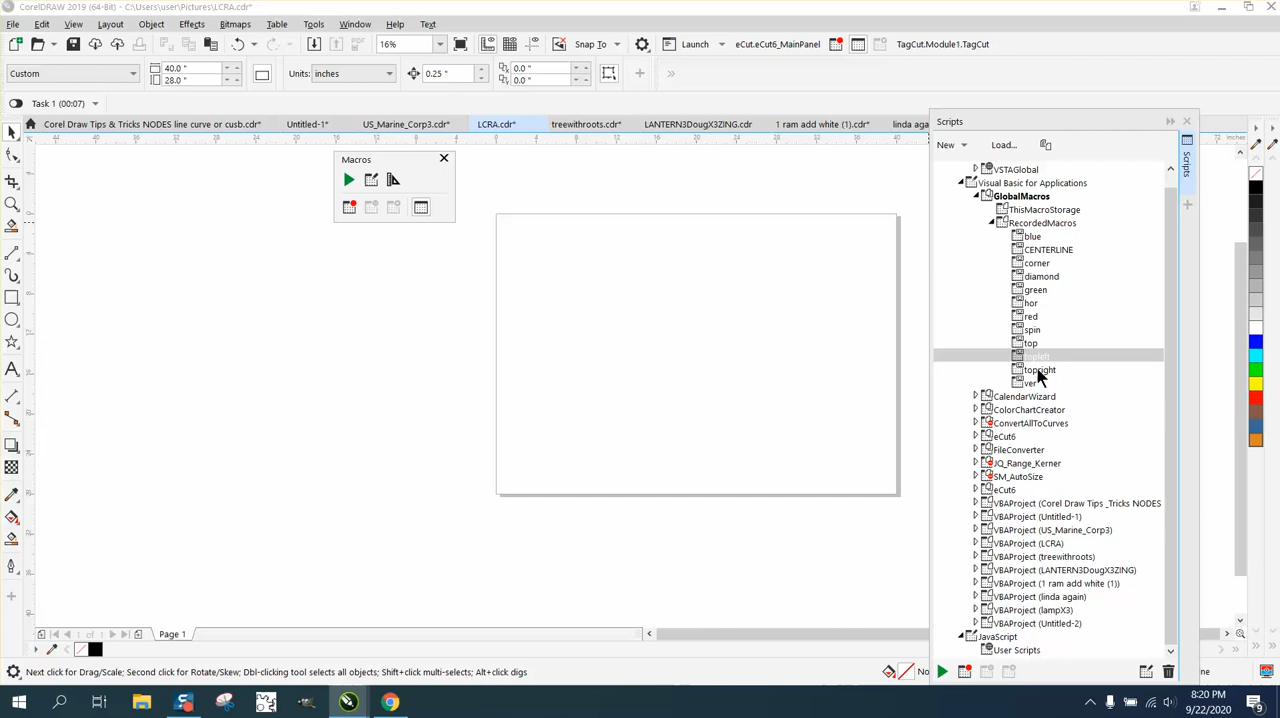 CorelDRAW 2019 (64-Bit) - C:\Users\user\Pictures\LCRA.cdr*
File Edit View Layout Object Effects Bitmaps Table Tools Window Help Text
16% Snap To Launch eCut.eCut6_MainPanel TagCut.Module1.TagCut
Custom 40.0 " 28.0 " Units: inches 0.25 " 0.0 " 0.0 "
Task 1 (00:07)
Corel Draw Tips & Tricks NODES line curve or cusb.cdr* Untitled-1* US_Marine_Corp3.cdr* LCRA.cdr* treewithroots.cdr* LANTERN3DougX3ZING.cdr 1 ram add white (1).cdr* linda aga
Macros
Scripts
New Load...
VSTAGlobal
Visual Basic for Applications
GlobalMacros
ThisMacroStorage
RecordedMacros
blue
CENTERLINE
corner
diamond
green
hor
red
spin
top
topleft
topright
ver
CalendarWizard
ColorChartCreator
ConvertAllToCurves
eCut6
FileConverter
JQ_Range_Kerner
SM_AutoSize
eCut6
VBAProject (Corel Draw Tips _Tricks NODES
VBAProject (Untitled-1)
VBAProject (US_Marine_Corp3)
VBAProject (LCRA)
VBAProject (treewithroots)
VBAProject (LANTERN3DougX3ZING)
VBAProject (1 ram add white (1))
VBAProject (linda again)
VBAProject (lampX3)
VBAProject (Untitled-2)
JavaScript
User Scripts
Scripts
1 of 1 Page 1
Next click for Drag/Scale; Second click for Rotate/Skew; Dbl-clicking tool selects all objects; Shift+click multi-selects; Alt+click digs
8:20 PM
9/22/2020